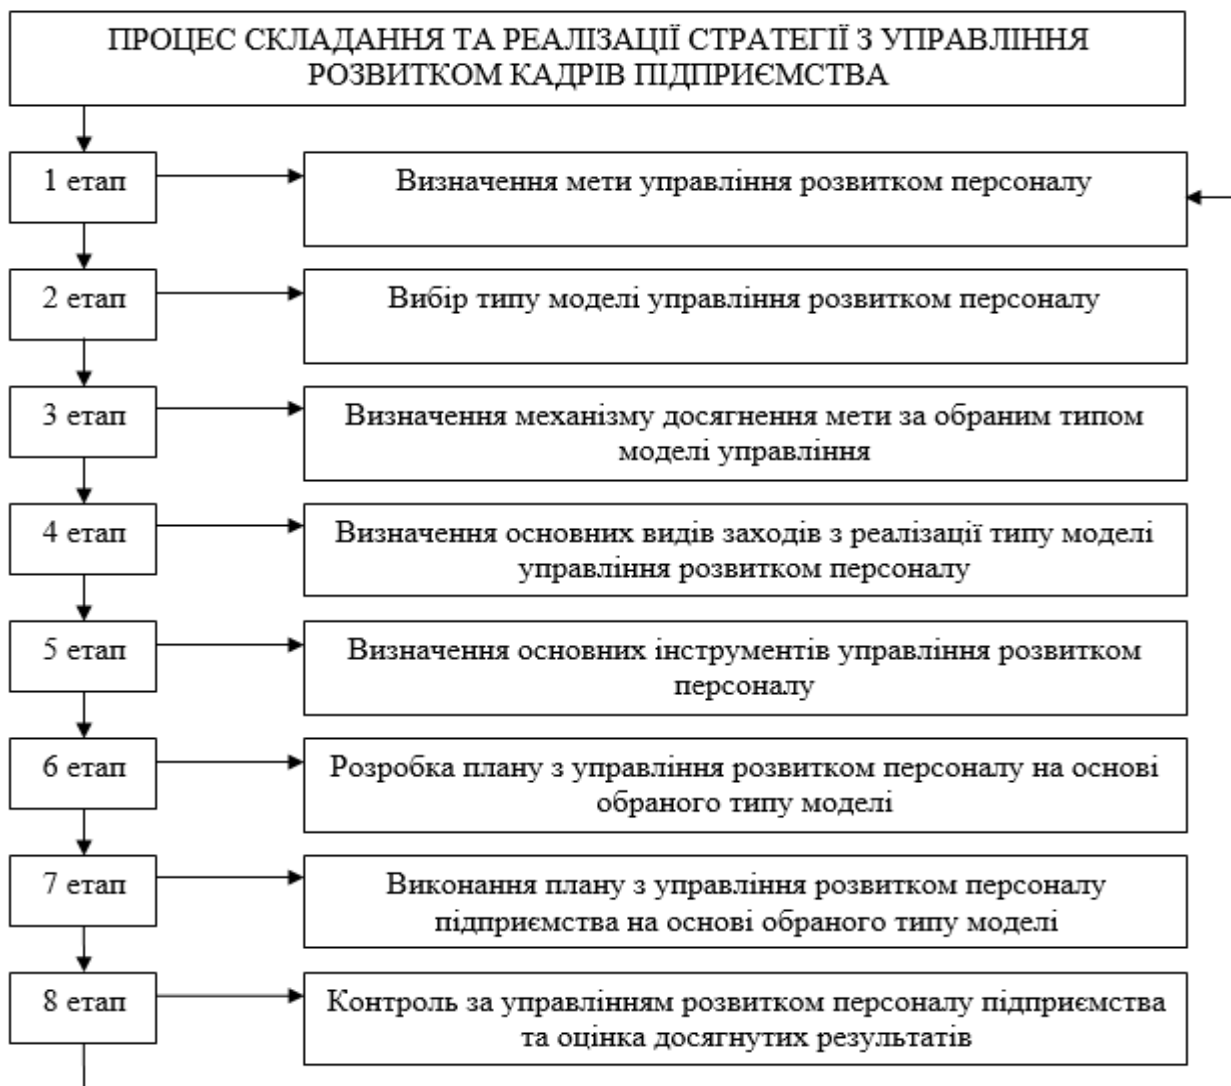 ПРОЦЕС СКЛАДАННЯ ТА РЕАЛІЗАЦІЇ СТРАТЕГІЇ З УПРАВЛІННЯ
РОЗВИТКОМ КАДРІВ ПІДПРИЄМСТВА
1 етап
Визначення мети управління розвитком персоналу
2 етап
Вибір типу моделі управління розвитком персоналу
3 етап
Визначення механізму досягнення мети за обраним типом
моделі управління
4 етап
Визначення основних видів заходів з реалізації типу моделі
управління розвитком персоналу
5 етап
Визначення основних інструментів управління розвитком
персоналу
6 етап
Розробка плану з управління розвитком персоналу на основі
обраного типу моделі
7 етап
Виконання плану з управління розвитком персоналу
підприємства на основі обраного типу моделі
8 етап
Контроль за управлінням розвитком персоналу підприємства
та оцінка досягнутих результатів